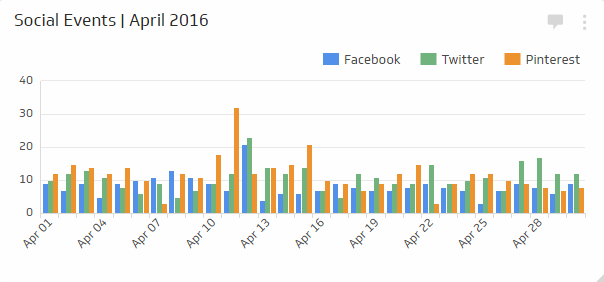 Social Events | April 2016
Facebook Twitter Pinterest
40
30
20
10
0
Apr 01 Apr 04 Apr 07 Apr 10 Apr 13 Apr 16 Apr 19 Apr 22 Apr 25 Apr 28